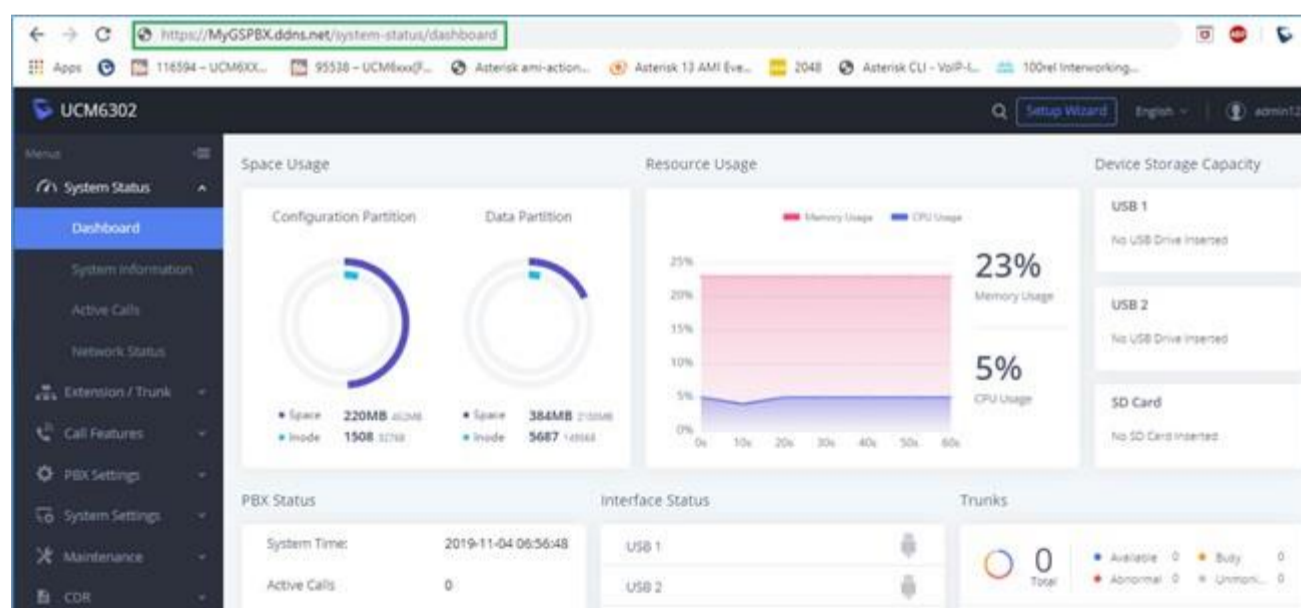 https://MyGSPBX.ddns.net/system-status/dashboard
Apps 116594 – UCM6XX... 95538 – UCM6xxx(F... Asterisk ami-action... Asterisk 13 AMI Eve... 2048 Asterisk CLI - VoIP-I... 100rel Interworking...
UCM6302 Setup Wizard English admin12
Menus
System Status
Dashboard
System Information
Active Calls
Network Status
Extension / Trunk
Call Features
PBX Settings
System Settings
Maintenance
CDR
Space Usage
Configuration Partition Data Partition
Space 220MB
Inode 1508
Space 384MB
Inode 5687
Resource Usage
Memory Usage CPU Usage
25%
20%
15%
10%
5%
0%
0s 10s 20s 30s 40s 50s 60s
23%
Memory Usage
5%
CPU Usage
Device Storage Capacity
USB 1
No USB Drive Inserted
USB 2
No USB Drive Inserted
SD Card
No SD Card Inserted
PBX Status
System Time: 2019-11-04 06:56:48
Active Calls 0
Interface Status
USB 1
USB 2
Trunks
0
Total
Available 0 Busy 0
Abnormal 0 Unmoni... 0